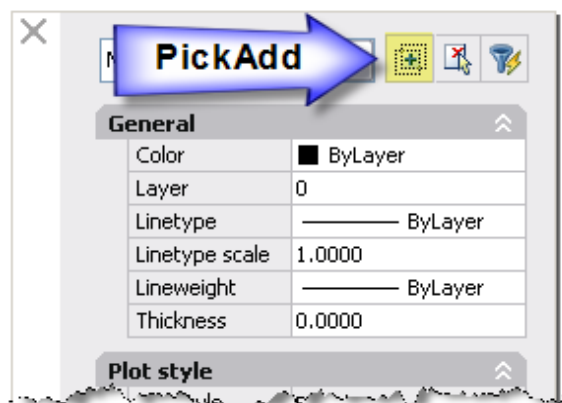 PickAdd
General
Color ByLayer
Layer 0
Linetype ByLayer
Linetype scale 1.0000
Lineweight ByLayer
Thickness 0.0000
Plot style